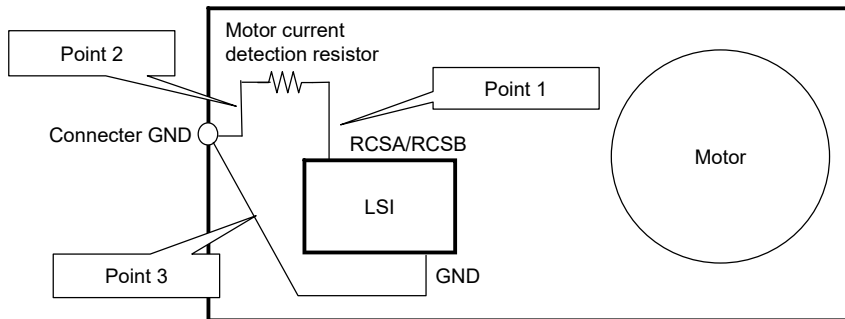 Motor current
detection resistor
Point 2
Point 1
Connecter GND
RCSA/RCSB
Motor
LSI
Point 3
GND